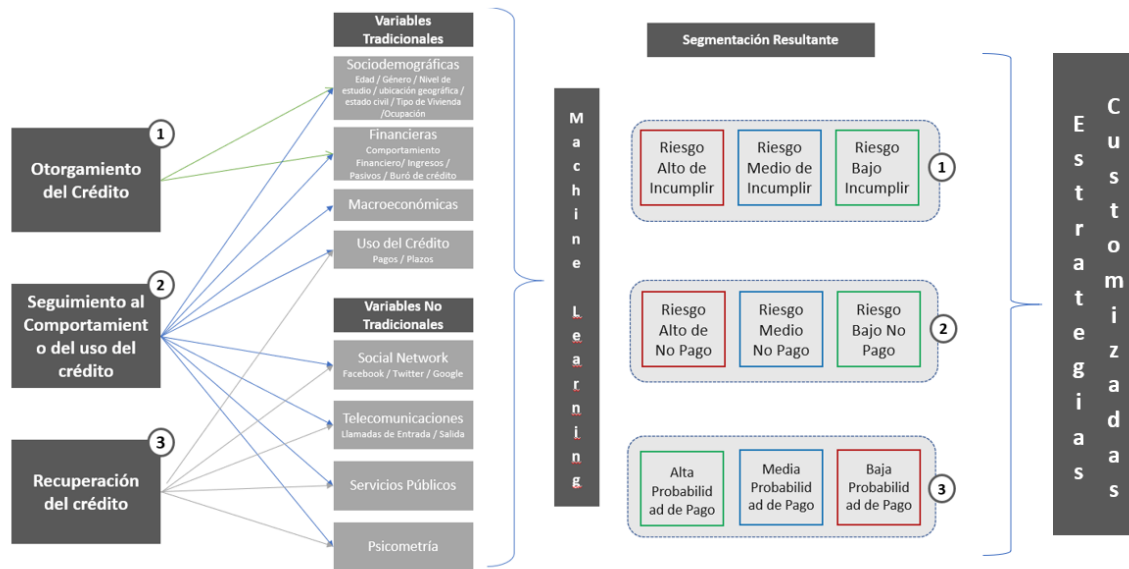 1
Otorgamiento
del Crédito
2
Seguimiento al
Comportamient
o del uso del
crédito
3
Recuperación
del crédito
Variables
Tradicionales
Sociodemográficas
Edad / Género / Nivel de
estudio / ubicación geográfica /
estado civil / Tipo de Vivienda
/Ocupación
Financieras
Comportamiento
Financiero/ Ingresos /
Pasivos / Buró de crédito
Macroeconómicas
Uso del Crédito
Pagos / Plazos
Variables No
Tradicionales
Social Network
Facebook / Twitter / Google
Telecomunicaciones
Llamadas de Entrada / Salida
Servicios Públicos
Psicometría
Machine Learning
Segmentación Resultante
Riesgo
Alto de
Incumplir
Riesgo
Medio de
Incumplir
Riesgo
Bajo
Incumplir
1
Riesgo
Alto de
No Pago
Riesgo
Medio
No Pago
Riesgo
Bajo No
Pago
2
Alta
Probabilid
ad de Pago
Media
Probabilid
ad de Pago
Baja
Probabilid
ad de Pago
3
Estrategias
Customizadas